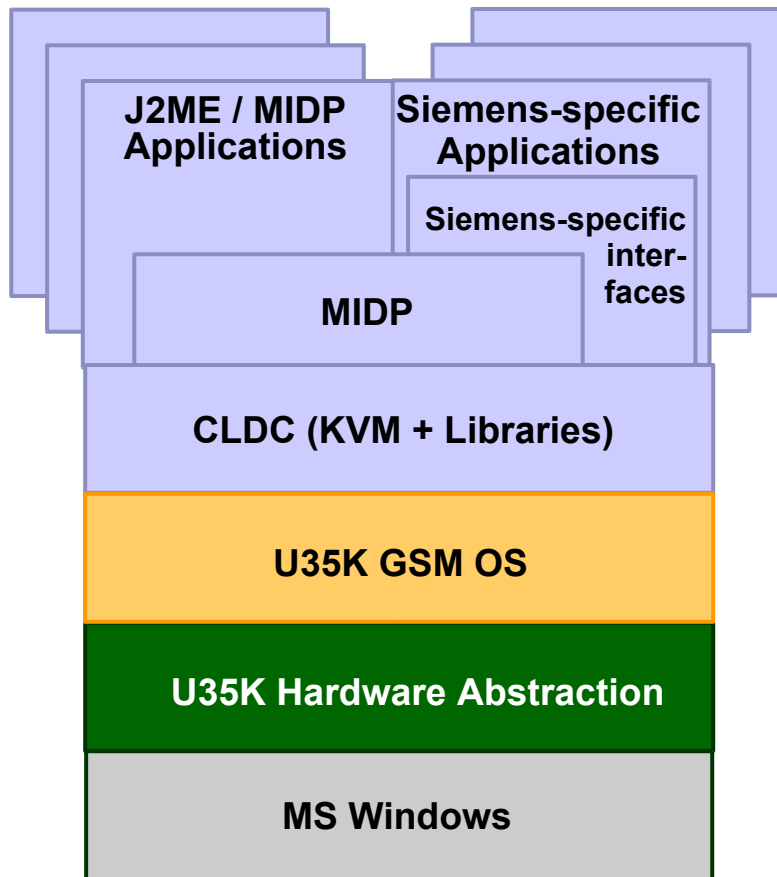 J2ME / MIDP
Applications
Siemens-specific
Applications
Siemens-specific
inter-
faces
MIDP
CLDC (KVM + Libraries)
U35K GSM OS
U35K Hardware Abstraction
MS Windows